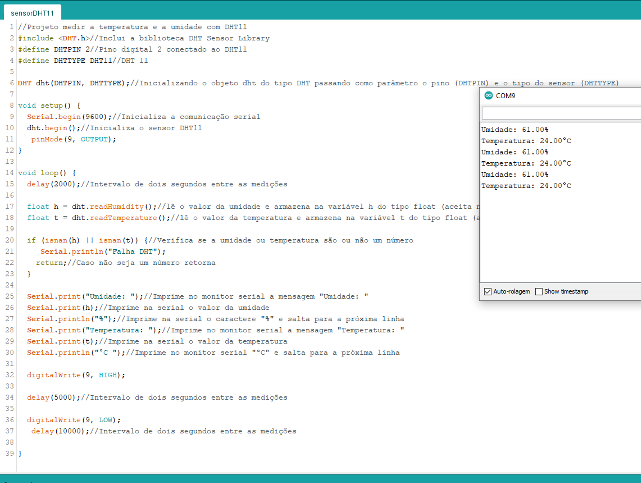 sensorDHT11
1 //Projeto medir a temperatura e a umidade com DHT11
2 #include <DHT.h>//Inclui a biblioteca DHT Sensor Library
3 #define DHTPIN 2//Pino digital 2 conectado ao DHT11
4 #define DHTTYPE DHT11//DHT 11
5
6 DHT dht(DHTPIN, DHTTYPE);//Inicializando o objeto dht do tipo DHT passando como parâmetro o pino (DHTPIN) e o tipo do sensor (DHTTYPE)
7
8 void setup() {
9 Serial.begin(9600);//Inicializa a comunicação serial
10 dht.begin();//Inicializa o sensor DHT11
11 pinMode(9, OUTPUT);
12 }
13
14 void loop() {
15 delay(2000);//Intervalo de dois segundos entre as medições
16
17 float h = dht.readHumidity();//lê o valor da umidade e armazena na variável h do tipo float (aceita n
18 float t = dht.readTemperature();//lê o valor da temperatura e armazena na variável t do tipo float (a
19
20 if (isnan(h) || isnan(t)) {//Verifica se a umidade ou temperatura são ou não um número
21 Serial.println("Falha DHT");
22 return;//Caso não seja um número retorna
23 }
24
25 Serial.print("Umidade: ");//Imprime no monitor serial a mensagem "Umidade: "
26 Serial.print(h);//Imprime na serial o valor da umidade
27 Serial.println("%");//Imprime na serial o caractere "%" e salta para a próxima linha
28 Serial.print("Temperatura: ");//Imprime no monitor serial a mensagem "Temperatura: "
29 Serial.print(t);//Imprime na serial o valor da temperatura
30 Serial.println("°C ");//Imprime no monitor serial "°C" e salta para a próxima linha
31
32 digitalWrite(9, HIGH);
33
34 delay(5000);//Intervalo de dois segundos entre as medições
35
36 digitalWrite(9, LOW);
37 delay(10000);//Intervalo de dois segundos entre as medições
38
39 }
COM9
Umidade: 61.00%
Temperatura: 24.00°C
Umidade: 61.00%
Temperatura: 24.00°C
Umidade: 61.00%
Temperatura: 24.00°C
Auto-rolagem Show timestamp